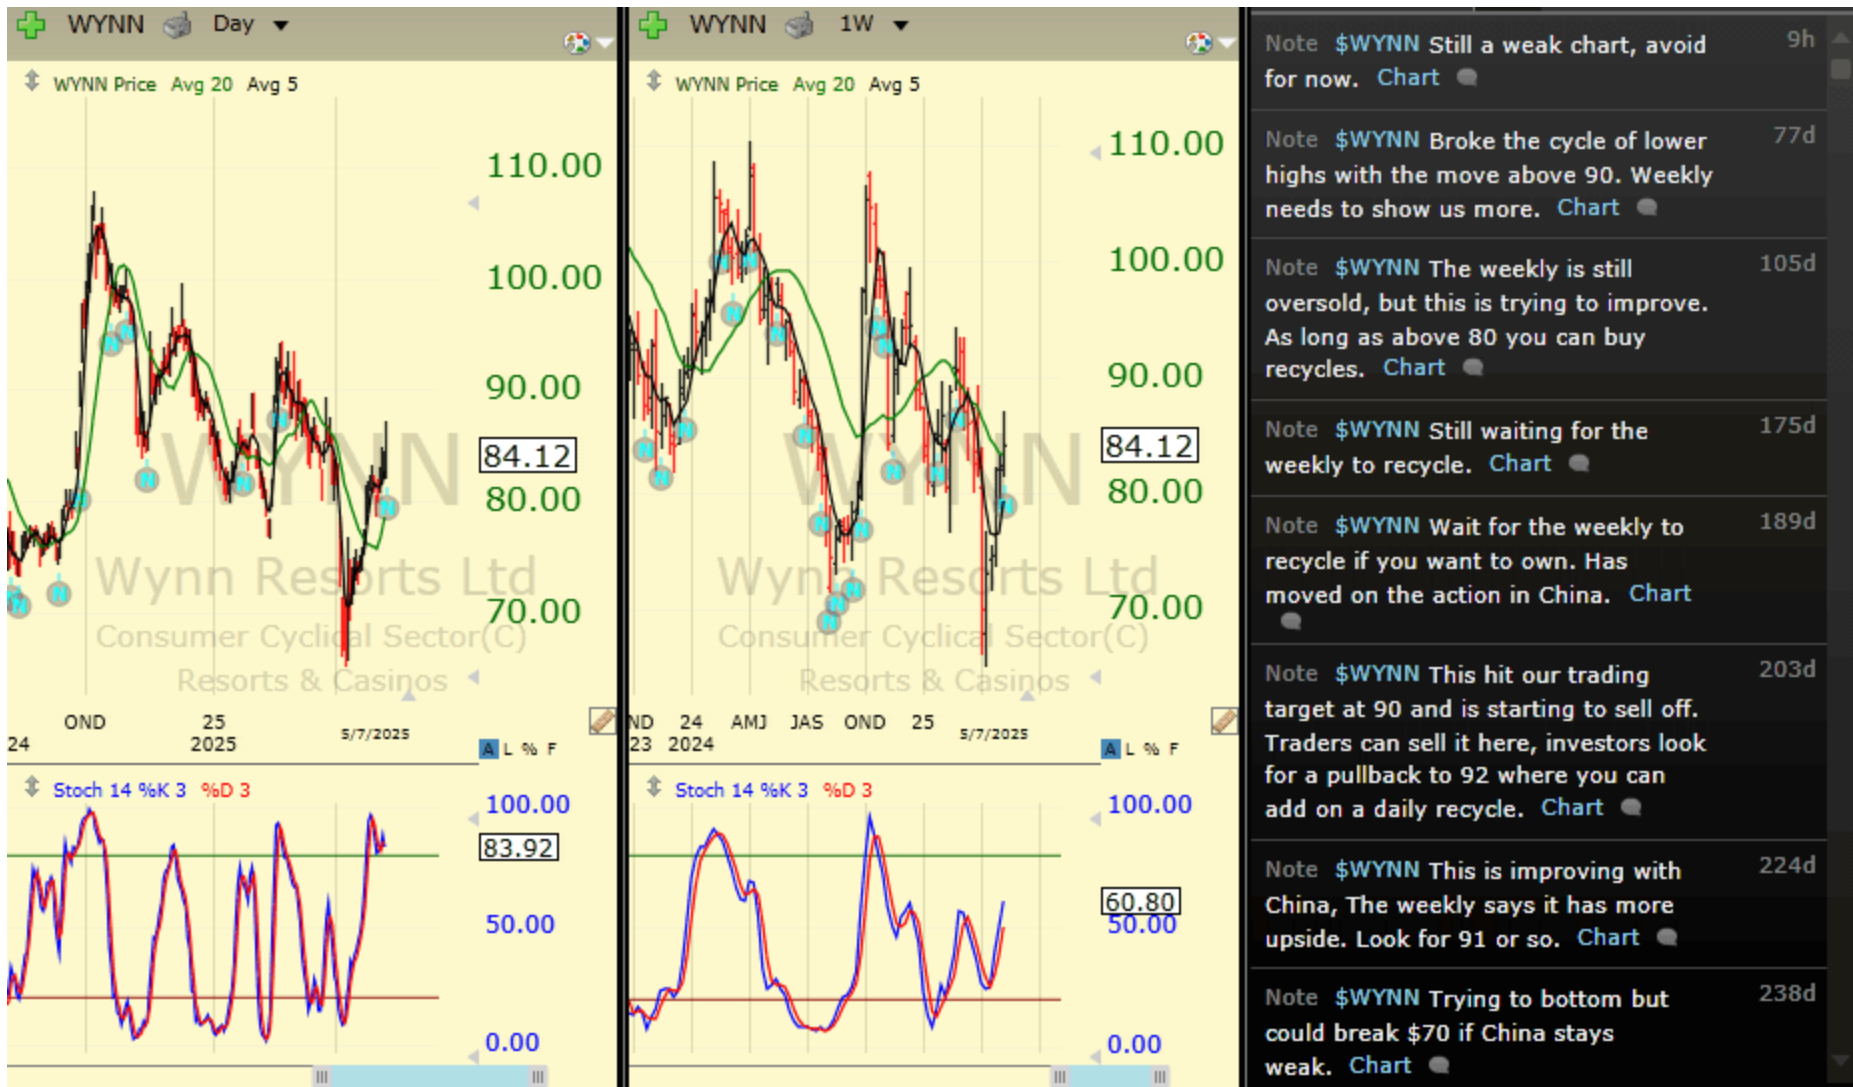 WYNN Day
WYNN Price Avg 20 Avg 5
110.00
100.00
90.00
84.12
80.00
70.00
WYNN
Wynn Resorts Ltd
Consumer Cyclical Sector(C)
Resorts & Casinos
OND 25
24 2025 5/7/2025
A L % F
Stoch 14 %K 3 %D 3
100.00
83.92
50.00
0.00
WYNN 1W
WYNN Price Avg 20 Avg 5
110.00
100.00
90.00
84.12
80.00
70.00
WYNN
Wynn Resorts Ltd
Consumer Cyclical Sector(C)
Resorts & Casinos
ND 24 AMJ JAS OND 25
23 2024 5/7/2025
A L % F
Stoch 14 %K 3 %D 3
100.00
60.80
50.00
0.00
Note $WYNN Still a weak chart, avoid 9h
for now. Chart
Note $WYNN Broke the cycle of lower 77d
highs with the move above 90. Weekly
needs to show us more. Chart
Note $WYNN The weekly is still 105d
oversold, but this is trying to improve.
As long as above 80 you can buy
recycles. Chart
Note $WYNN Still waiting for the 175d
weekly to recycle. Chart
Note $WYNN Wait for the weekly to 189d
recycle if you want to own. Has
moved on the action in China. Chart
Note $WYNN This hit our trading 203d
target at 90 and is starting to sell off.
Traders can sell it here, investors look
for a pullback to 92 where you can
add on a daily recycle. Chart
Note $WYNN This is improving with 224d
China, The weekly says it has more
upside. Look for 91 or so. Chart
Note $WYNN Trying to bottom but 238d
could break $70 if China stays
weak. Chart